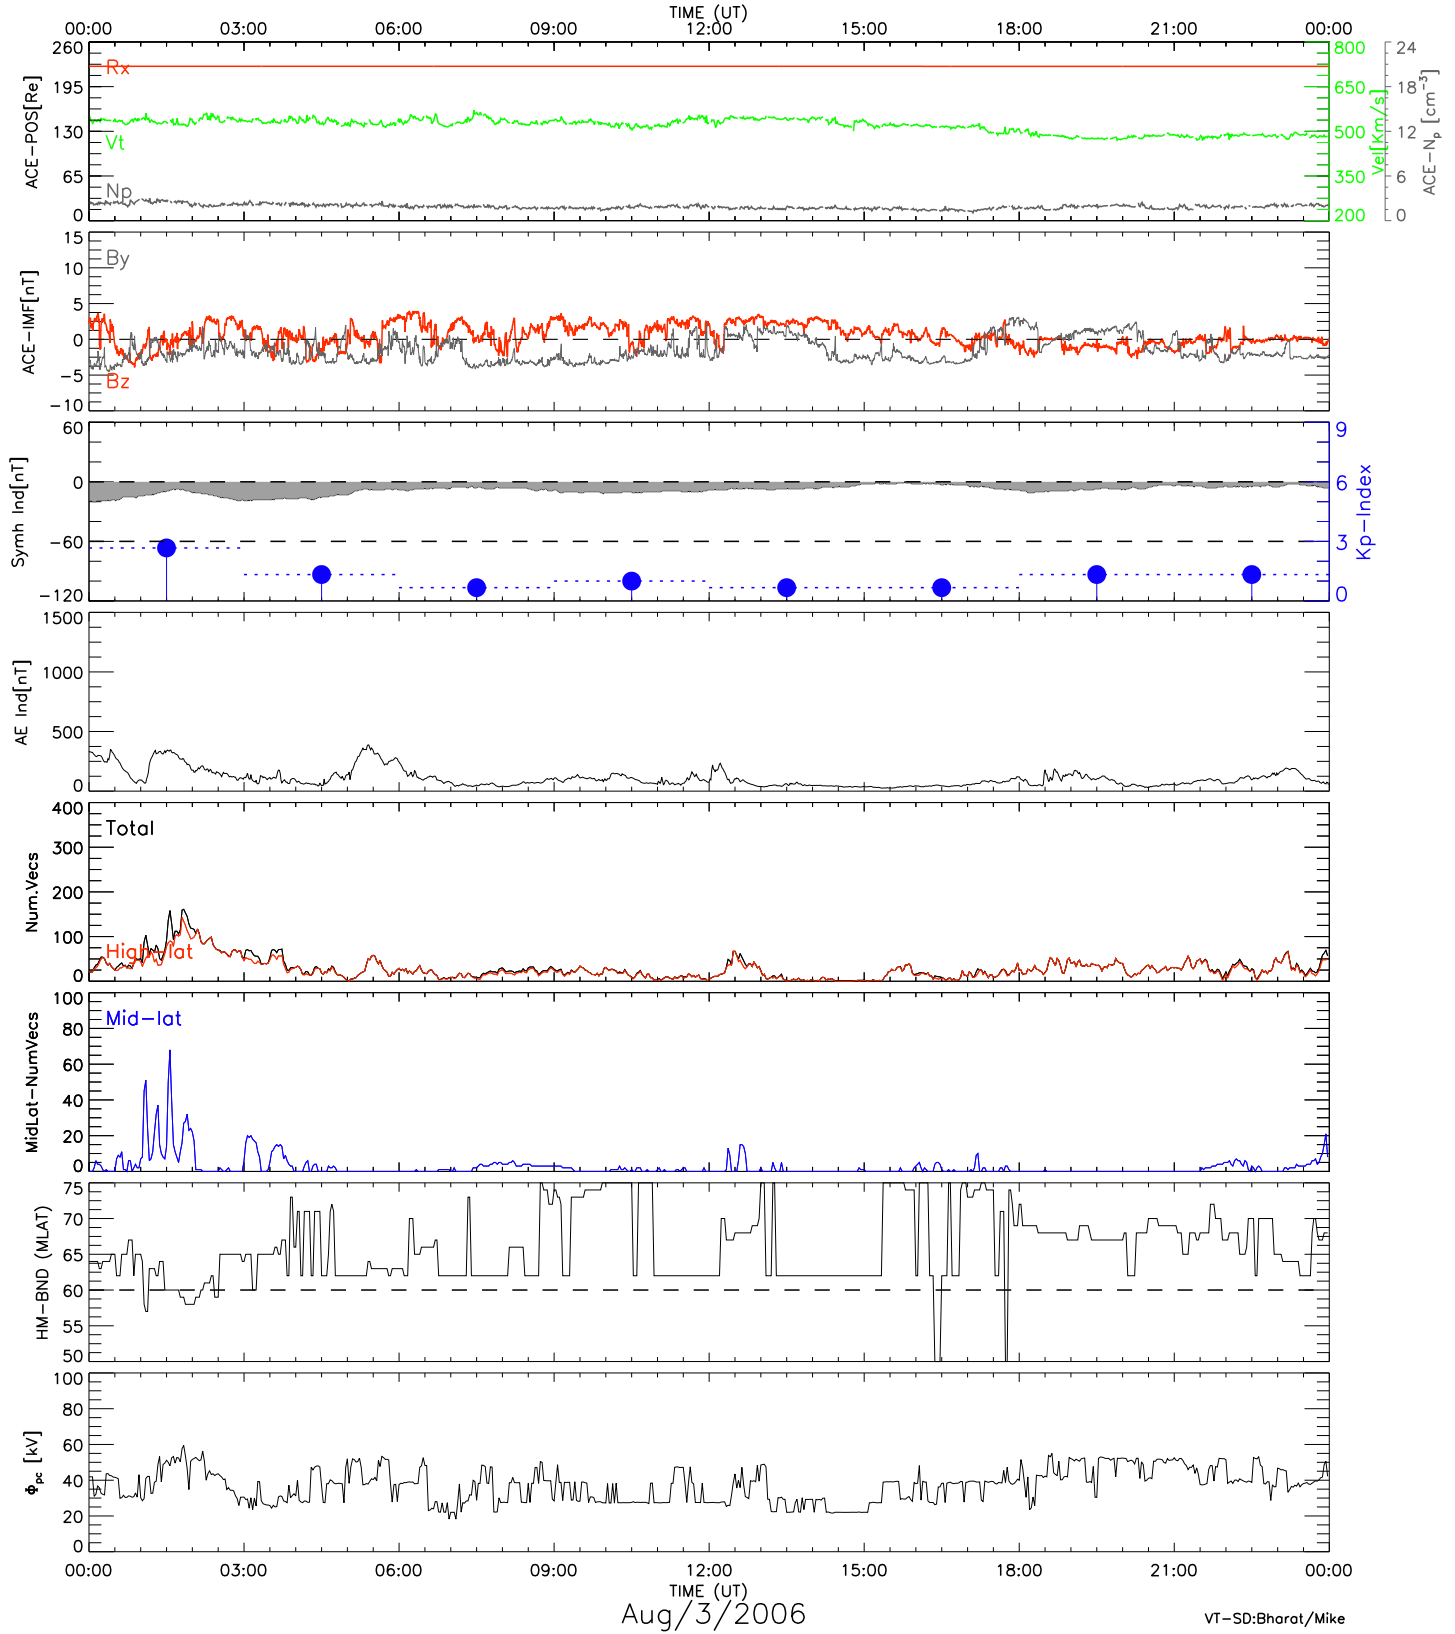 TIME (UT)
00:00 03:00 06:00 09:00 12:00 15:00 18:00 21:00 00:00
ACE-POS[Re]
260
195
130
65
0
Rx
Vt
Np
800
650
500
350
200
Vel[Km/s]
24
18
12
6
0
ACE-Np [cm-3]
ACE-IMF[nT]
15
10
5
0
-5
-10
By
Bz
Symh Ind[nT]
60
0
-60
-120
9
6
3
0
Kp-Index
AE Ind[nT]
1500
1000
500
0
Num.Vecs
400
300
200
100
0
Total
High-lat
MidLat-NumVecs
100
80
60
40
20
0
Mid-lat
HM-BND (MLAT)
75
70
65
60
55
50
Φpc [kV]
100
80
60
40
20
0
00:00 03:00 06:00 09:00 12:00 15:00 18:00 21:00 00:00
TIME (UT)
Aug/3/2006
VT-SD:Bharat/Mike